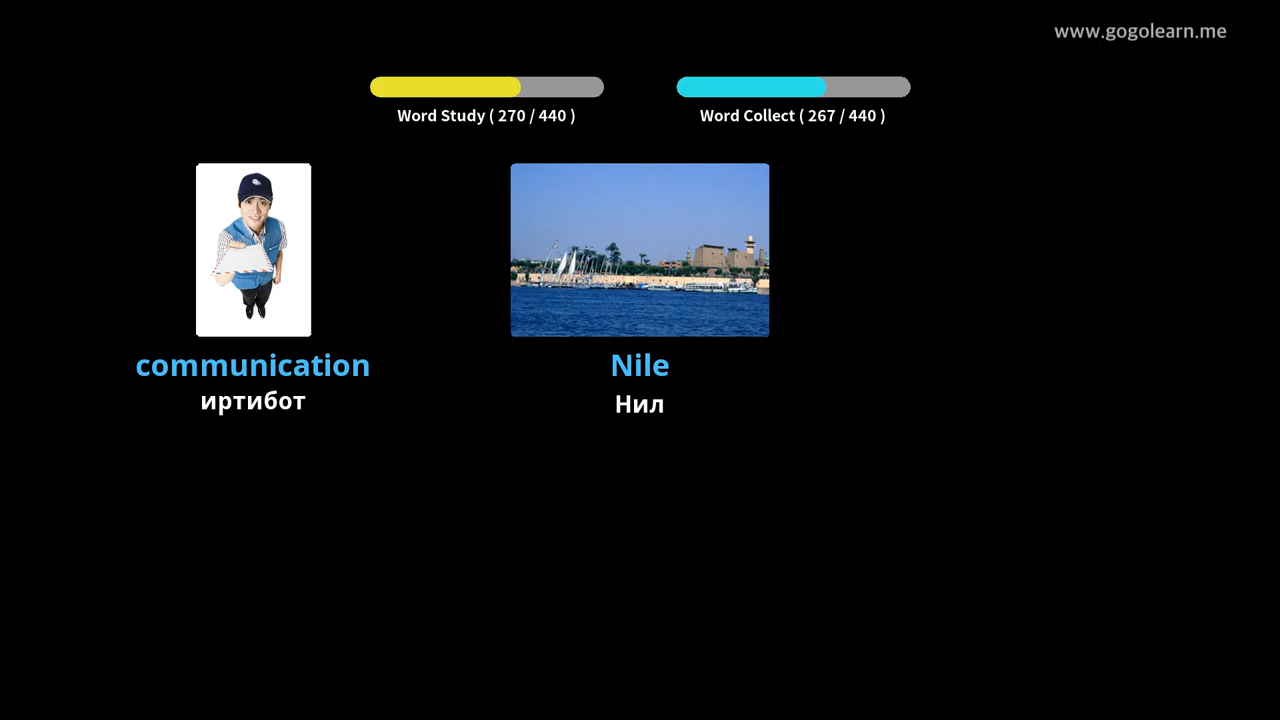 www.gogolearn.me
Word Study ( 270 / 440 )
Word Collect ( 267 / 440 )
communication
иртибот
Nile
Нил